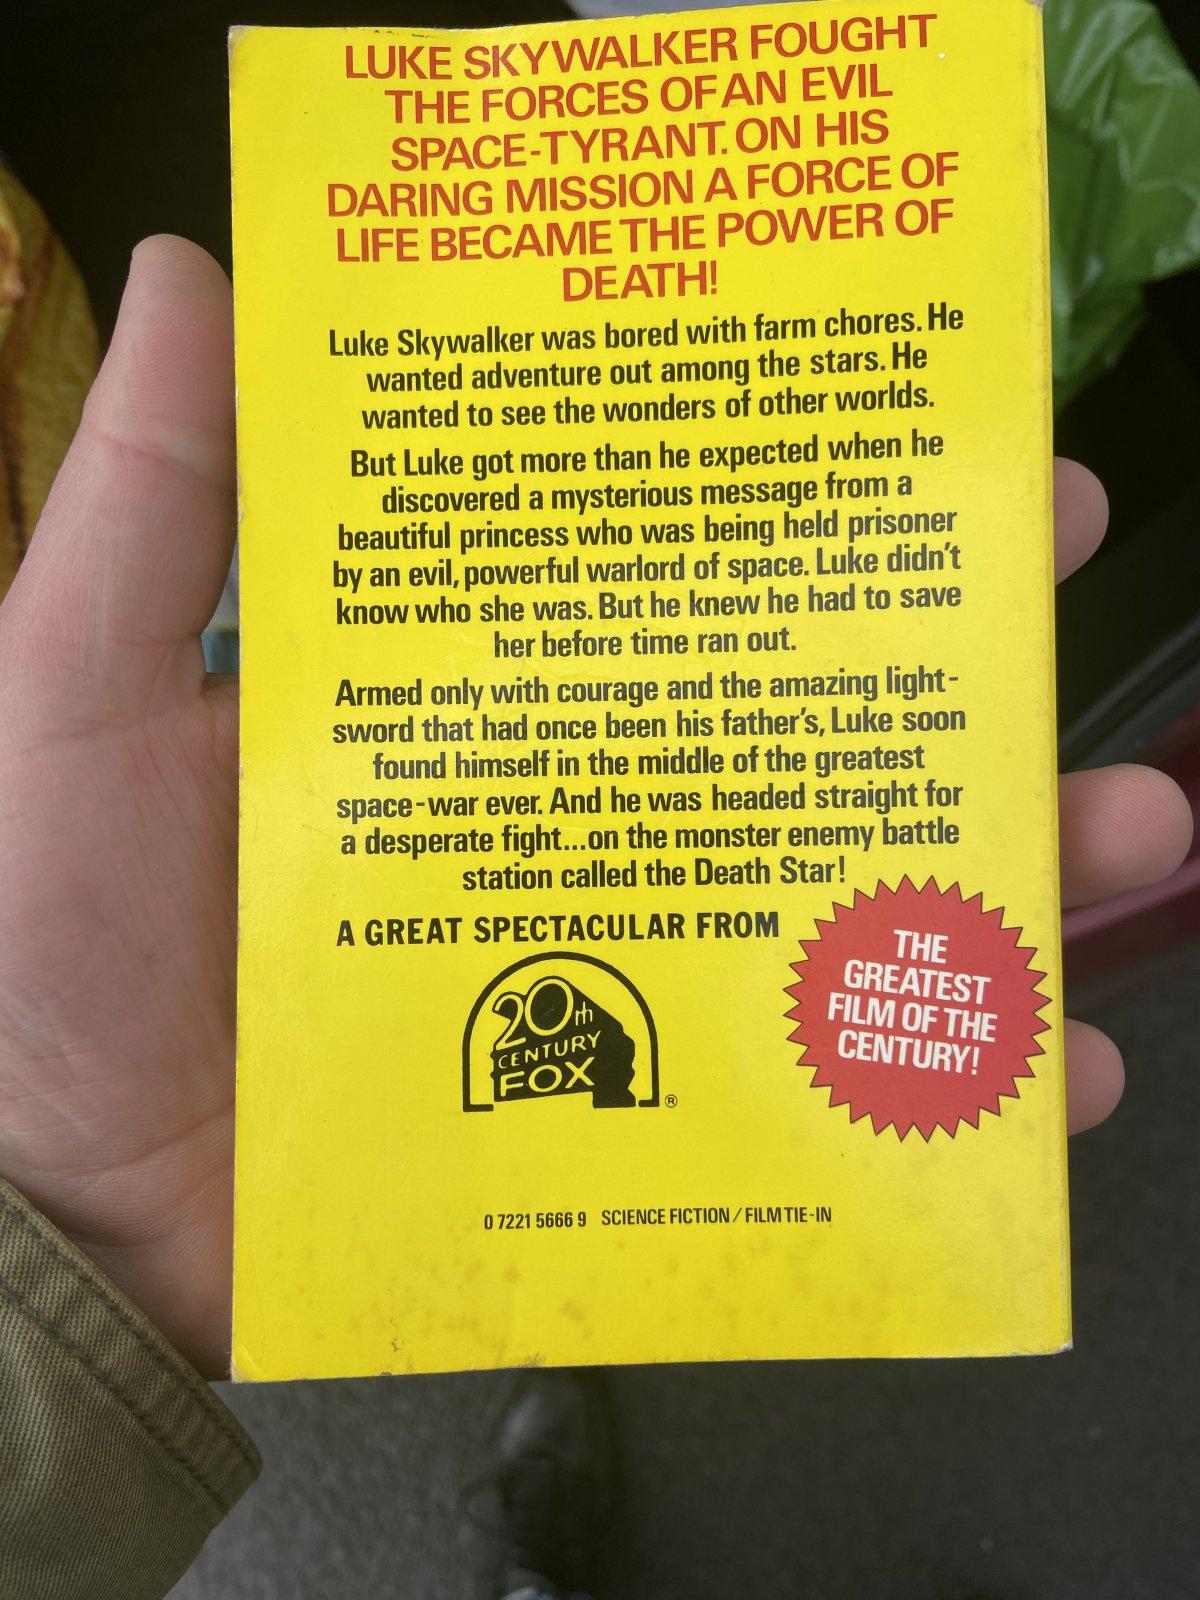 LUKE SKYWALKER FOUGHT
THE FORCES OF AN EVIL
SPACE-TYRANT. ON HIS
DARING MISSION A FORCE OF
LIFE BECAME THE POWER OF
DEATH!
Luke Skywalker was bored with farm chores. He
wanted adventure out among the stars. He
wanted to see the wonders of other worlds.
But Luke got more than he expected when he
discovered a mysterious message from a
beautiful princess who was being held prisoner
by an evil, powerful warlord of space. Luke didn't
know who she was. But he knew he had to save
her before time ran out.
Armed only with courage and the amazing light-
sword that had once been his father's, Luke soon
found himself in the middle of the greatest
space-war ever. And he was headed straight for
a desperate fight...on the monster enemy battle
station called the Death Star!
A GREAT SPECTACULAR FROM
20th
CENTURY
FOX
®
THE
GREATEST
FILM OF THE
CENTURY!
0 7221 5666 9 SCIENCE FICTION/FILM TIE-IN